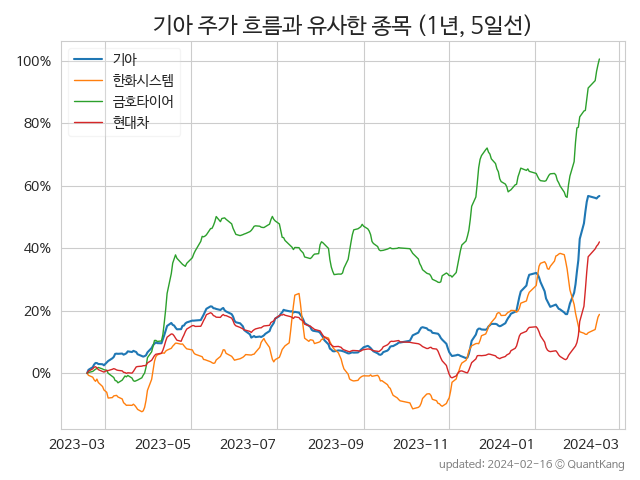 기아 주가 흐름과 유사한 종목 (1년, 5일선)
기아
한화시스템
금호타이어
현대차
100%
80%
60%
40%
20%
0%
2023-03 2023-05 2023-07 2023-09 2023-11 2024-01 2024-03
updated: 2024-02-16 © QuantKang